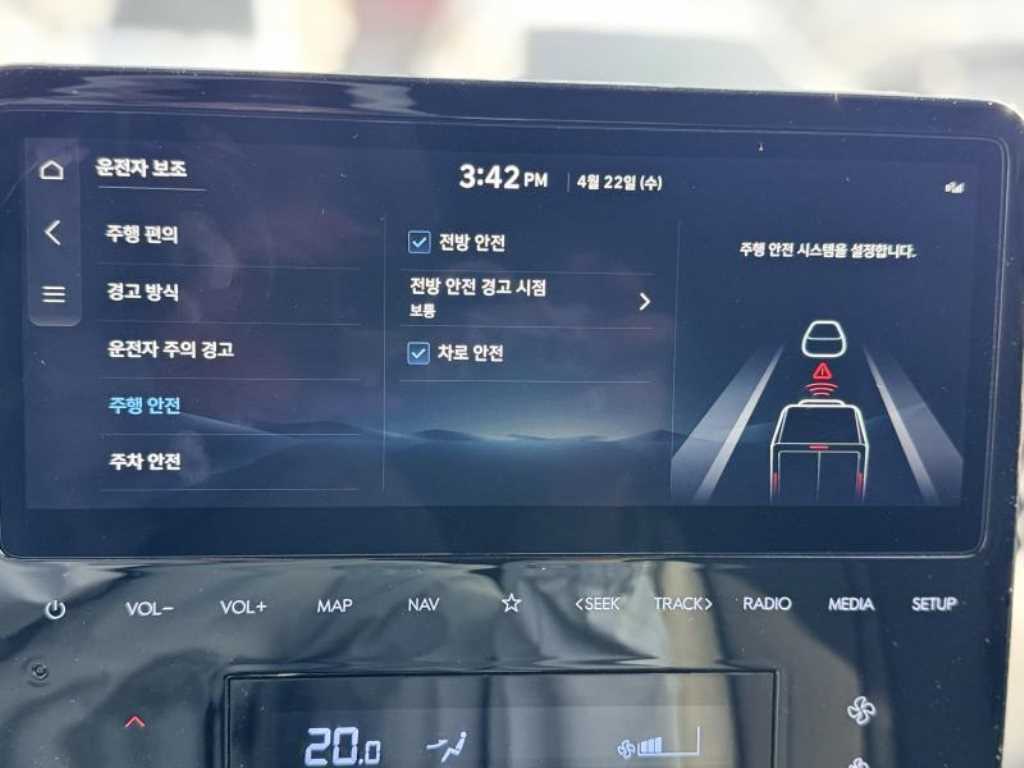 운전자 보조
3:42 PM 4월 22일 (수)
주행 편의
경고 방식
운전자 주의 경고
주행 안전
주차 안전
전방 안전
전방 안전 경고 시점
보통
차로 안전
주행 안전 시스템을 설정합니다.
VOL− VOL+ MAP NAV <SEEK TRACK> RADIO MEDIA SETUP
20.0